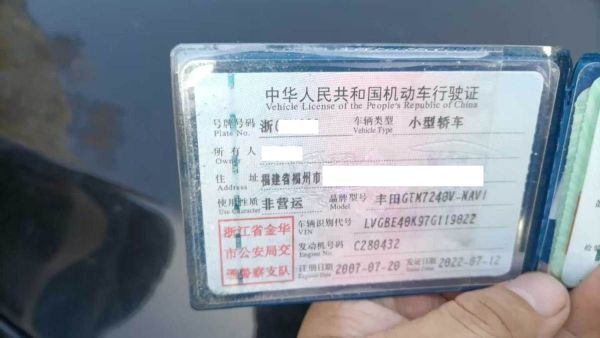 中华人民共和国机动车行驶证
Vehicle License of the People's Republic of China
号牌号码 浙 车辆类型 小型轿车
Plate No. Vehicle Type
所有人
Owner
住址 福建省福州市
Address
使用性质 非营运 品牌型号 丰田GTM7240V-NAVI
Use Character Model
浙江省金华
市公安局交
警察支队
车辆识别代号 LVGBE40K97G119022
VIN
发动机号码 C280432
Engine No.
注册日期 2007-07-20 发证日期 2022-07-12